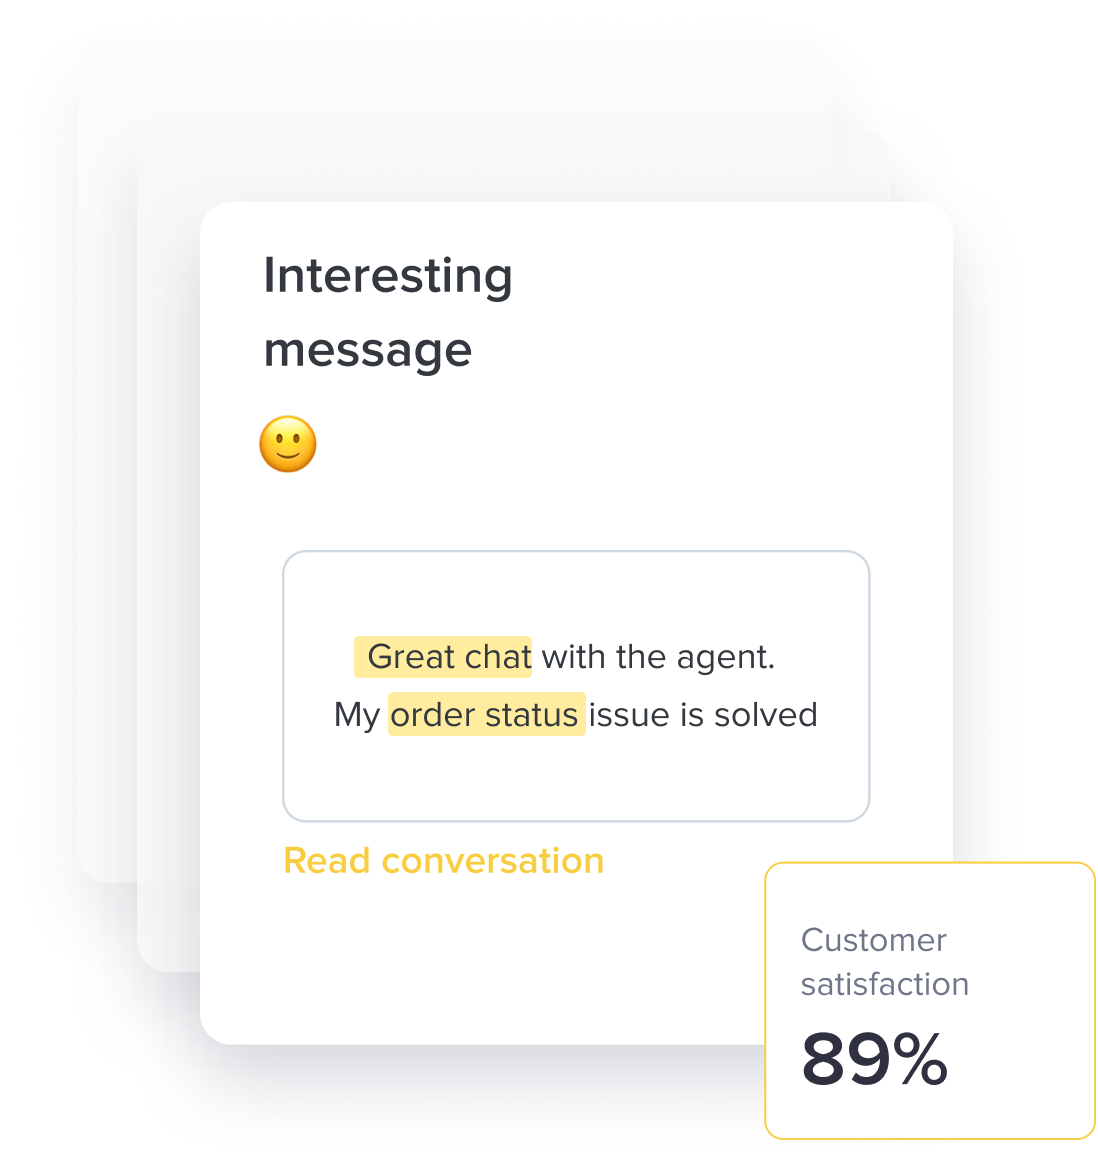 Interesting
message
🙂
Great chat with the agent.
My order status issue is solved
Read conversation
Customer
satisfaction
89%